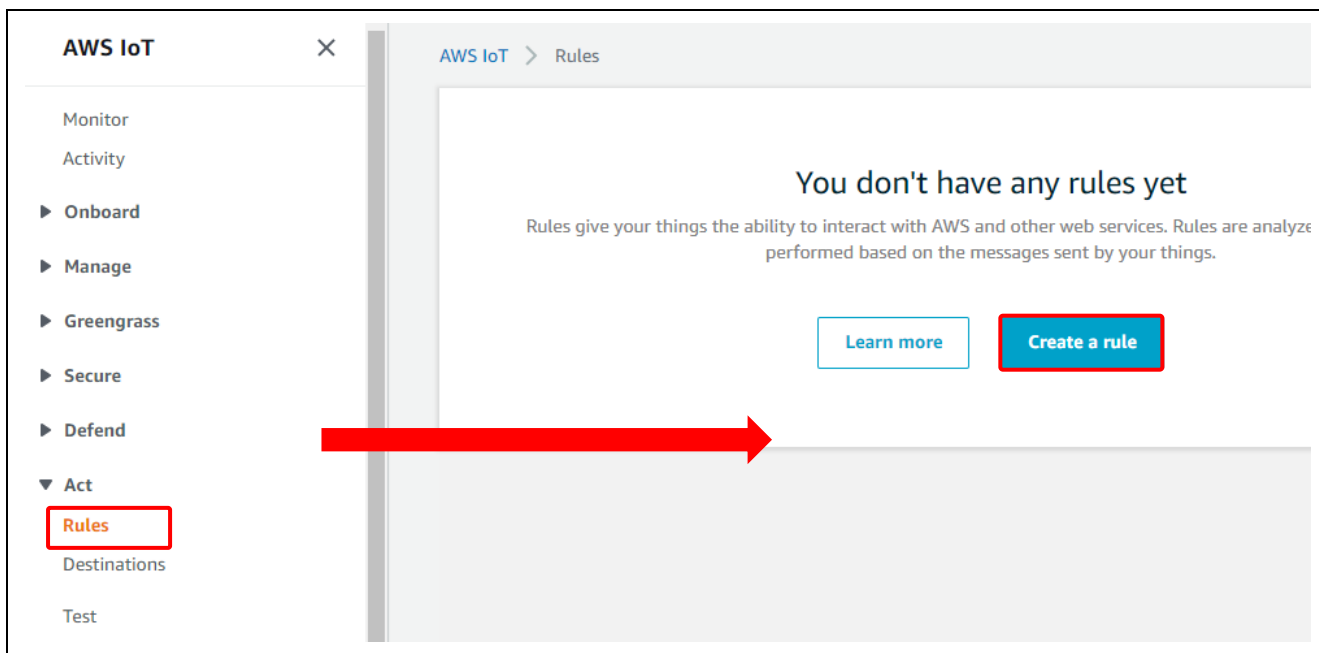 AWS IoT
Monitor
Activity
Onboard
Manage
Greengrass
Secure
Defend
Act
Rules
Destinations
Test
AWS IoT > Rules
You don't have any rules yet
Rules give your things the ability to interact with AWS and other web services. Rules are analyze
performed based on the messages sent by your things.
Learn more
Create a rule